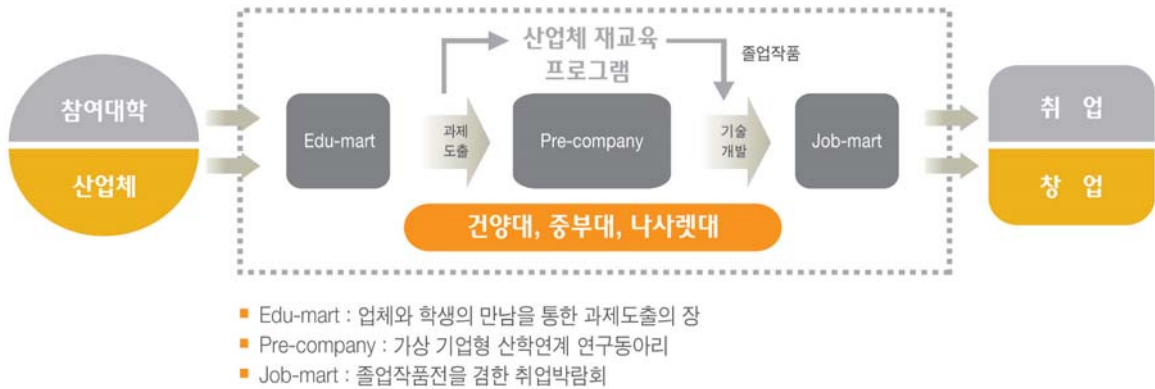 산업체 재교육
프로그램
졸업작품
참여대학
산업체
Edu-mart
과제
도출
Pre-company
기술
개발
Job-mart
취 업
창 업
건양대, 중부대, 나사렛대
Edu-mart : 업체와 학생의 만남을 통한 과제도출의 장
Pre-company : 가상 기업형 산학연계 연구동아리
Job-mart : 졸업작품전을 겸한 취업박람회